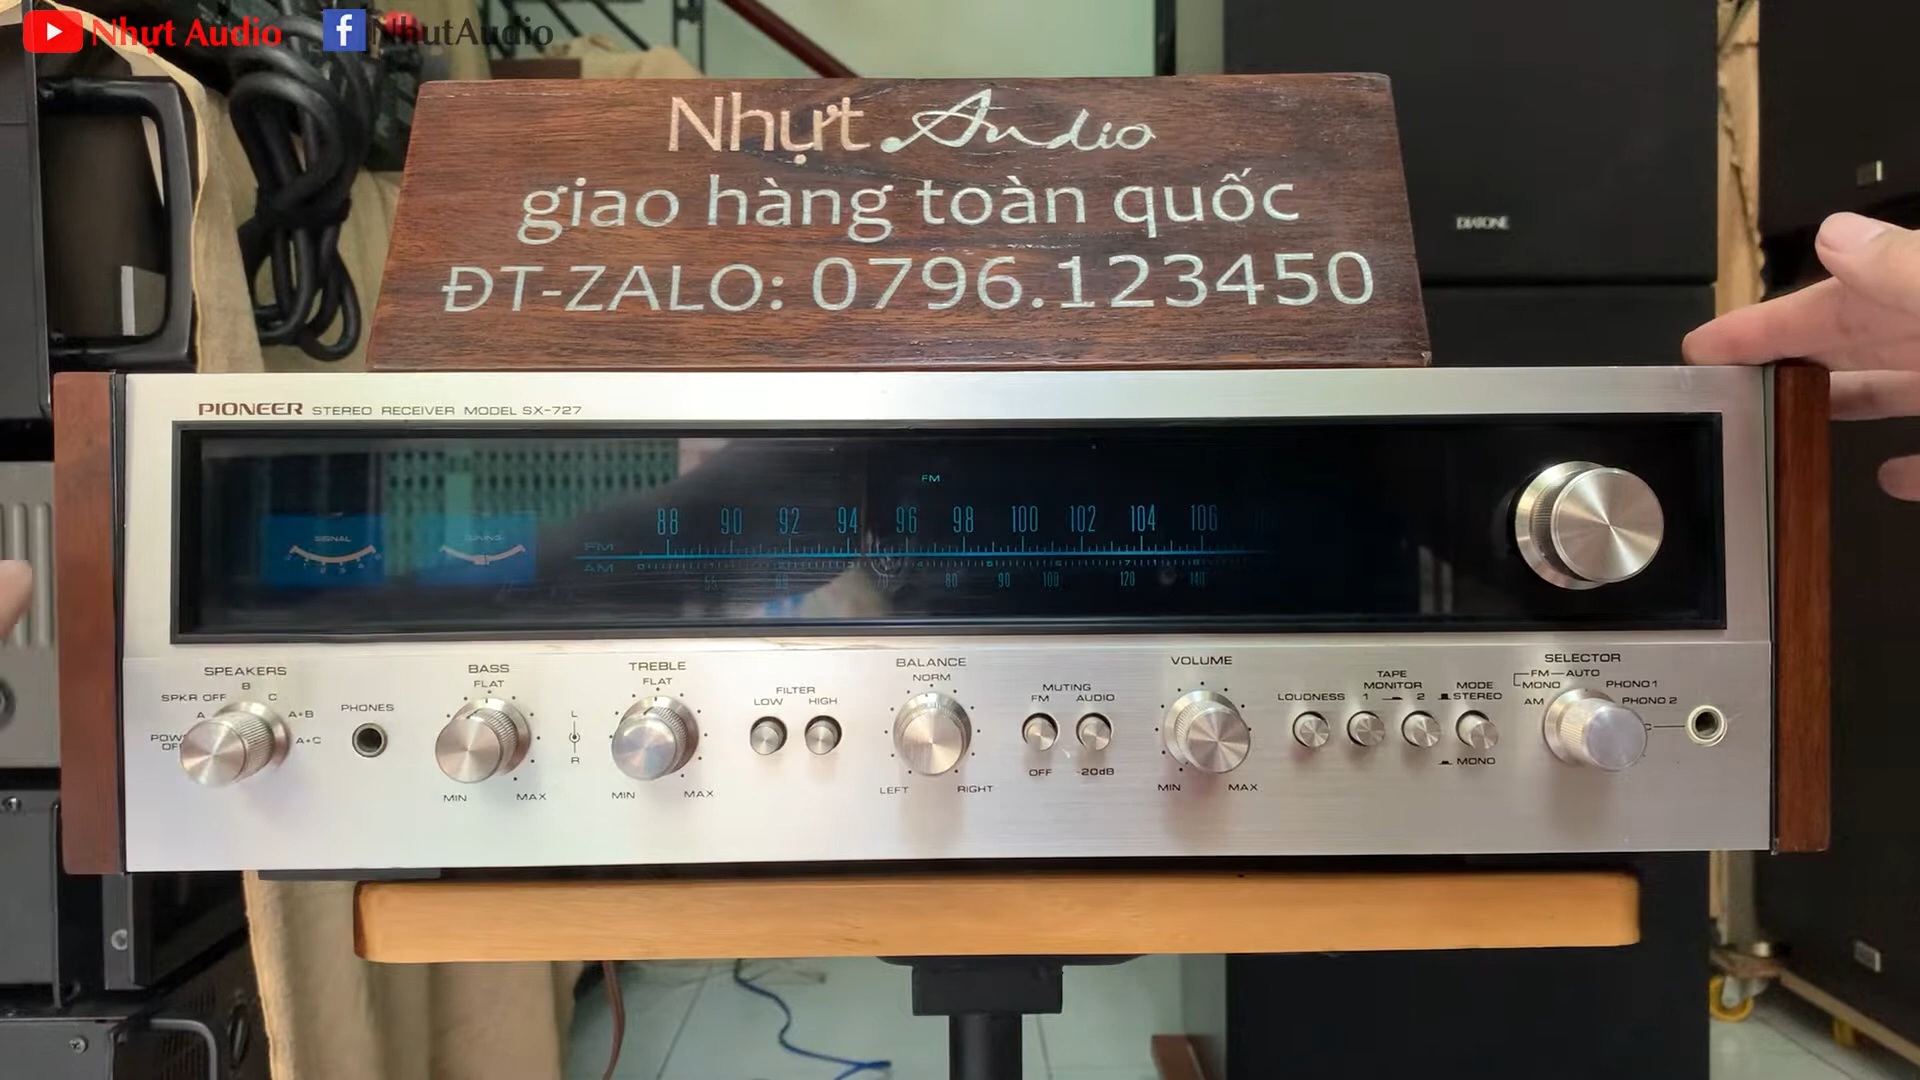 Nhựt Audio NhutAudio
Nhựt Audio
giao hàng toàn quốc
ĐT-ZALO: 0796.123450
DIATONE
PIONEER STEREO RECEIVER MODEL SX-727
FM
88 90 92 94 96 98 100 102 104 106
SIGNAL TUNING
FM
AM
55 80 90 100 120 140
SPEAKERS
SPKR OFF B C
A A+B
A+C
PHONES
BASS
FLAT
MIN MAX
L
R
TREBLE
FLAT
MIN MAX
FILTER
LOW HIGH
BALANCE
NORM
LEFT RIGHT
MUTING
FM AUDIO
OFF -20dB
VOLUME
MIN MAX
LOUDNESS
TAPE
MONITOR
1 2
MODE
STEREO
MONO
SELECTOR
FM AUTO
MONO PHONO 1
AM PHONO 2